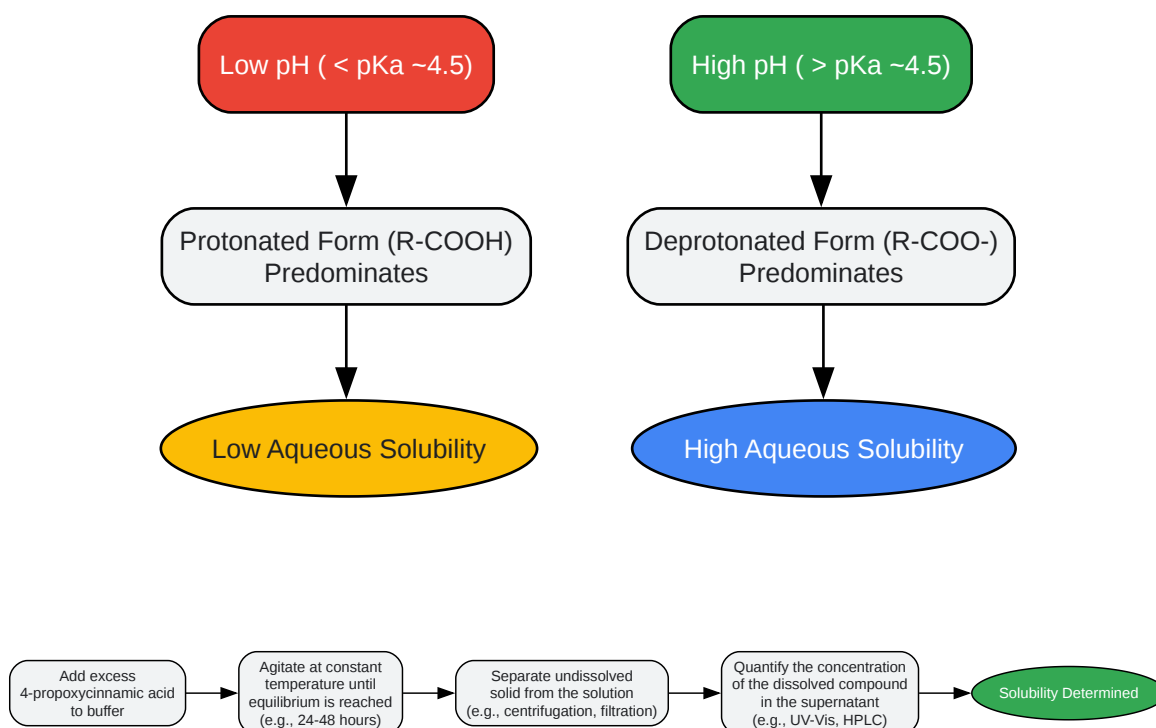 Low pH ( < pKa ~4.5)
High pH ( > pKa ~4.5)
Protonated Form (R-COOH)
Predominates
Deprotonated Form (R-COO-)
Predominates
Low Aqueous Solubility
High Aqueous Solubility
Add excess
4-propoxycinnamic acid
to buffer
Agitate at constant
temperature until
equilibrium is reached
(e.g., 24-48 hours)
Separate undissolved
solid from the solution
(e.g., centrifugation, filtration)
Quantify the concentration
of the dissolved compound
in the supernatant
(e.g., UV-Vis, HPLC)
Solubility Determined